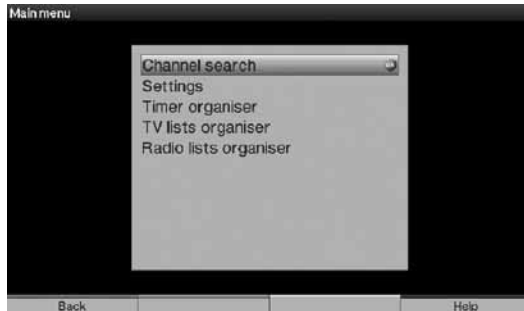 Main menu
Channel search
Settings
Timer organiser
TV lists organiser
Radio lists organiser
Back
Help